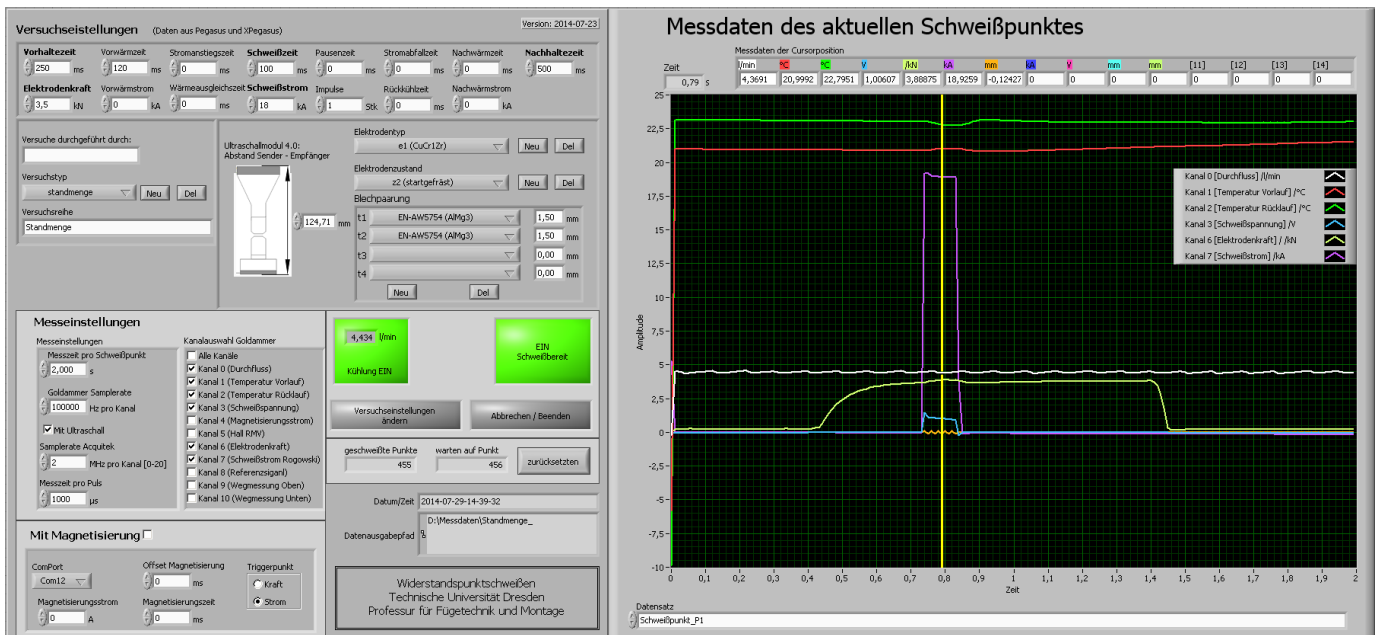 Versuchseistellungen (Daten aus Pegasus und XPegasus) Version: 2014-07-23
Vorhaltezeit Vorwärmzeit Stromanstiegszeit Schweißzeit Pausenzeit Stromabfallzeit Nachwärmzeit Nachhaltezeit
250 ms 120 ms 0 ms 100 ms 0 ms 0 ms 0 ms 500 ms
Elektrodenkraft Vorwärmstrom Wärmeausgleichszeit Schweißstrom Impulse Rückkühlzeit Nachwärmstrom
3,5 kN 0 kA 0 ms 18 kA 1 Stk 0 ms 0 kA
Versuche durchgeführt durch:
Versuchstyp
standmenge Neu Del
Versuchsreihe
Standmenge
Ultraschallmodul 4.0:
Abstand Sender - Empfänger
124,71 mm
Elektrodentyp
e1 (CuCr1Zr) Neu Del
Elektrodenzustand
z2 (startgefräst) Neu Del
Blechpaarung
t1 EN-AW5754 (AlMg3) 1,50 mm
t2 EN-AW5754 (AlMg3) 1,50 mm
t3 0,00 mm
t4 0,00 mm
Neu Del
Messeinstellungen
Messeinstellungen
Messzeit pro Schweißpunkt
2,000 s
Goldammer Samplerate
100000 Hz pro Kanal
Mit Ultraschall
Samplerate Acquitek
2 MHz pro Kanal [0-20]
Messzeit pro Puls
1000 µs
Kanalauswahl Goldammer
Alle Kanäle
Kanal 0 (Durchfluss)
Kanal 1 (Temperatur Vorlauf)
Kanal 2 (Temperatur Rücklauf)
Kanal 3 (Schweißspannung)
Kanal 4 (Magnetisierungsstrom)
Kanal 5 (Hall RMV)
Kanal 6 (Elektrodenkraft)
Kanal 7 (Schweißstrom Rogowski)
Kanal 8 (Referenzsiganl)
Kanal 9 (Wegmessung Oben)
Kanal 10 (Wegmessung Unten)
4,434 l/min
Kühlung EIN
EIN
Schweißbereit
Versuchseinstellungen
ändern
Abbrechen / Beenden
geschweißte Punkte warten auf Punkt
455 456 zurücksetzten
Datum/Zeit 2014-07-29-14-39-32
D:\Messdaten\Standmenge_
Datenausgabepfad
Mit Magnetisierung
ComPort Offset Magnetisierung Triggerpunkt
Com12 0 ms Kraft
Magnetisierungsstrom Magnetisierungszeit Strom
0 A 0 ms
Widerstandspunktschweißen
Technische Universität Dresden
Professur für Fügetechnik und Montage
Messdaten des aktuellen Schweißpunktes
Messdaten der Cursorposition
Zeit l/min °C °C V /kN kA mm kA V mm mm [11] [12] [13] [14]
0,79 s 4,3691 20,9992 22,7951 1,00607 3,88875 18,9259 -0,12427 0 0 0 0 0 0 0 0
25
22,5
20
17,5
15
12,5
10
7,5
5
2,5
0
-2,5
-5
-7,5
-10
Amplitude
Kanal 0 [Durchfluss] /l/min
Kanal 1 [Temperatur Vorlauf] /°C
Kanal 2 [Temperatur Rücklauf] /°C
Kanal 3 [Schweißspannung] /V
Kanal 6 [Elektrodenkraft] / /kN
Kanal 7 [Schweißstrom] /kA
0 0,1 0,2 0,3 0,4 0,5 0,6 0,7 0,8 0,9 1 1,1 1,2 1,3 1,4 1,5 1,6 1,7 1,8 1,9 2
Zeit
Datensatz
Schweißpunkt_P1